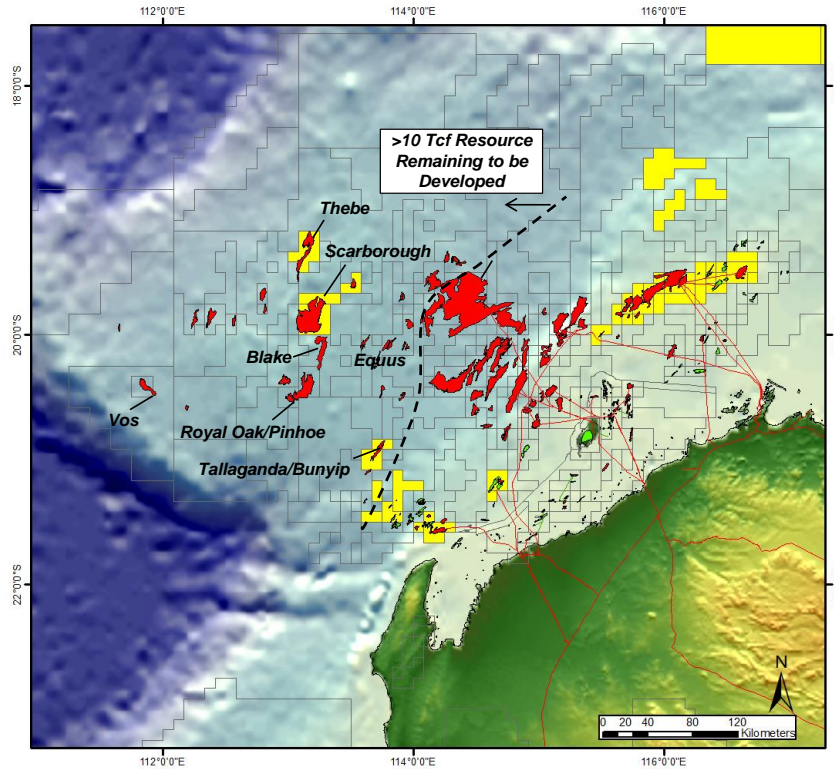 112°0'0"E
114°0'0"E
116°0'0"E
18°0'0"S
20°0'0"S
22°0'0"S
>10 Tcf Resource
Remaining to be
Developed
Thebe
Scarborough
Blake
Equus
Vos
Royal Oak/Pinhoe
Tallaganda/Bunyip
N
0 20 40 80 120
Kilometers
112°0'0"E
114°0'0"E
116°0'0"E